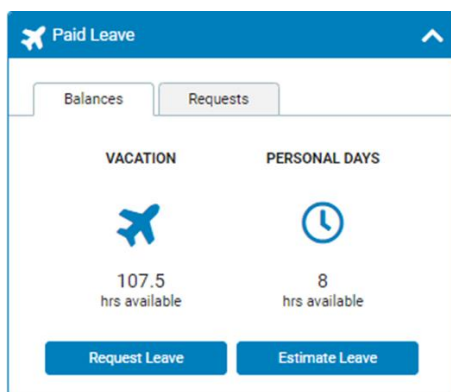 Paid Leave
Balances
Requests
VACATION
PERSONAL DAYS
107.5
hrs available
8
hrs available
Request Leave
Estimate Leave